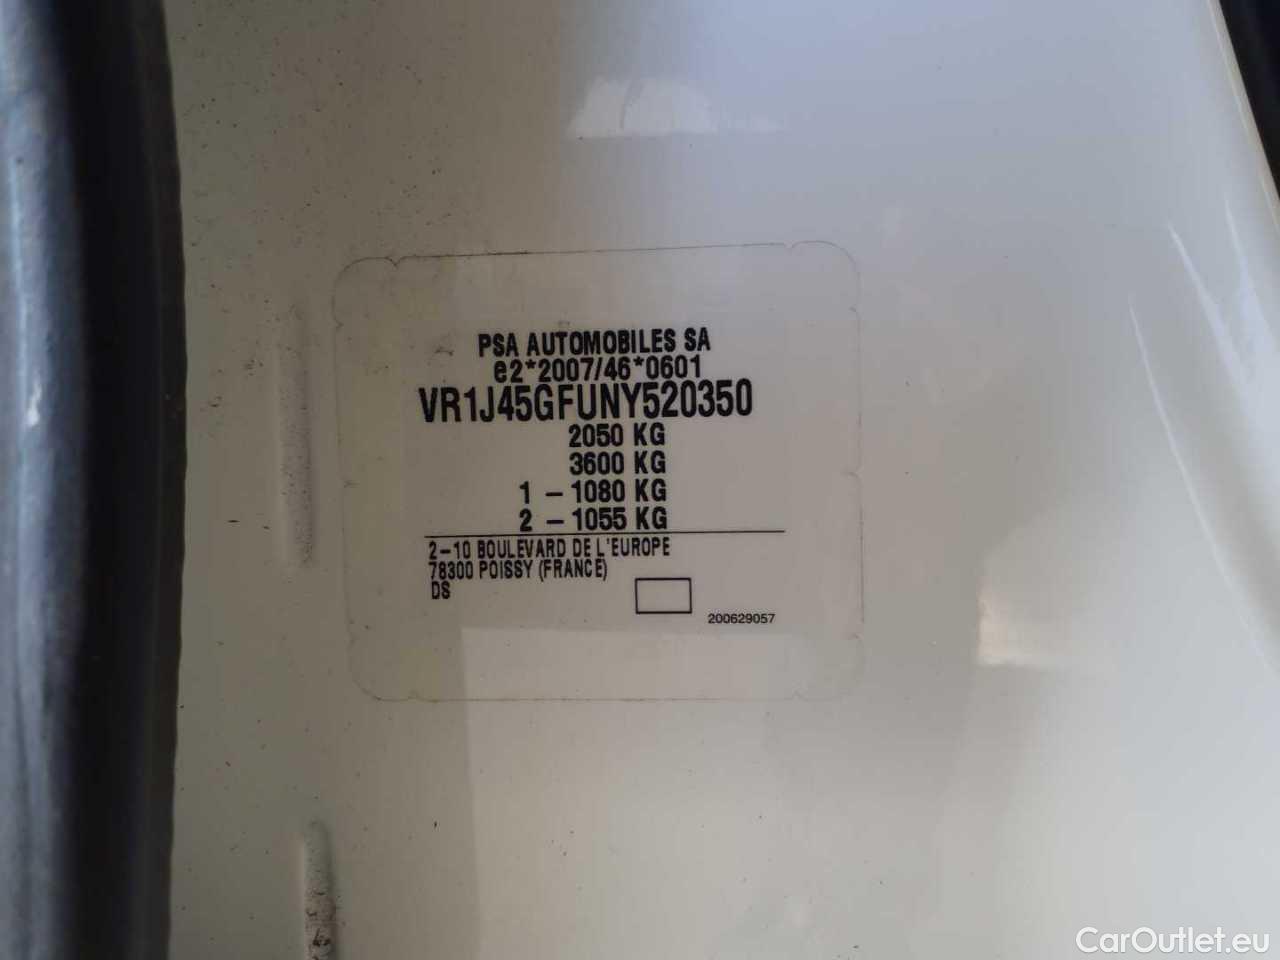 PSA AUTOMOBILES SA
e2*2007/46*0601
VR1J45GFUNY520350
2050 KG
3600 KG
1 - 1080 KG
2 - 1055 KG
2-10 BOULEVARD DE L'EUROPE
78300 POISSY (FRANCE)
DS
200629057
CarOutlet.eu